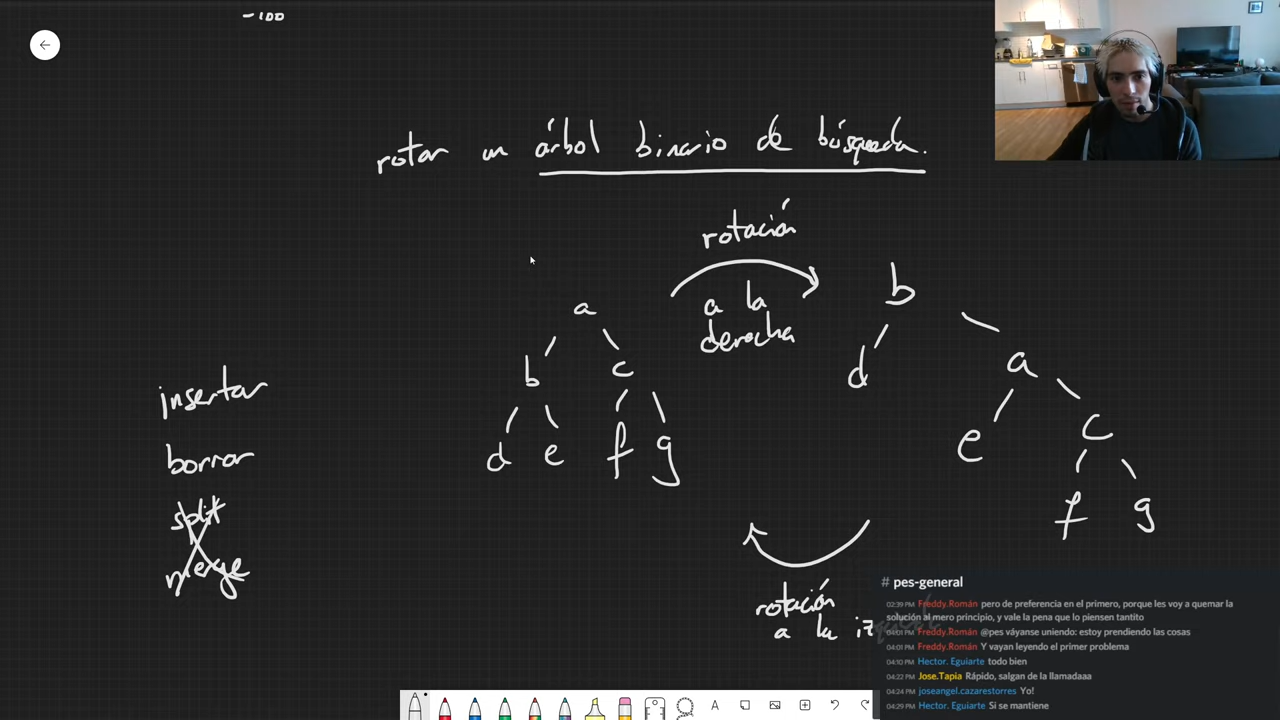 -100
rotar un árbol binario de búsqueda.
rotación
a la
derecha
a
b c
d e f g
b
d a
e c
f g
insertar
borrar
split
merge
rotación
a la iz
# pes-general
02:39 PM Freddy.Román pero de preferencia en el primero, porque les voy a quemar la
solución al mero principio, y vale la pena que lo piensen tantito
04:01 PM Freddy.Román @pes váyanse uniendo: estoy prendiendo las cosas
04:01 PM Freddy.Román Y vayan leyendo el primer problema
04:10 PM Hector. Eguiarte todo bien
04:22 PM Jose.Tapia Rápido, salgan de la llamadaaa
04:24 PM joseangel.cazarestorres Yo!
04:29 PM Hector. Eguiarte Si se mantiene
A